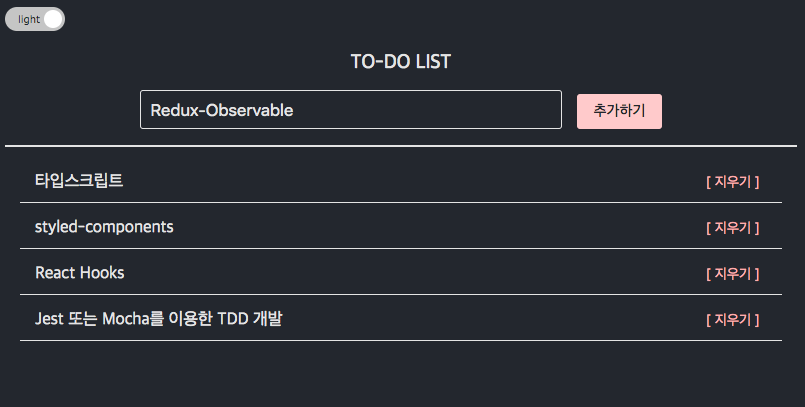 light
TO-DO LIST
Redux-Observable
추가하기
타입스크립트 [ 지우기 ]
styled-components [ 지우기 ]
React Hooks [ 지우기 ]
Jest 또는 Mocha를 이용한 TDD 개발 [ 지우기 ]